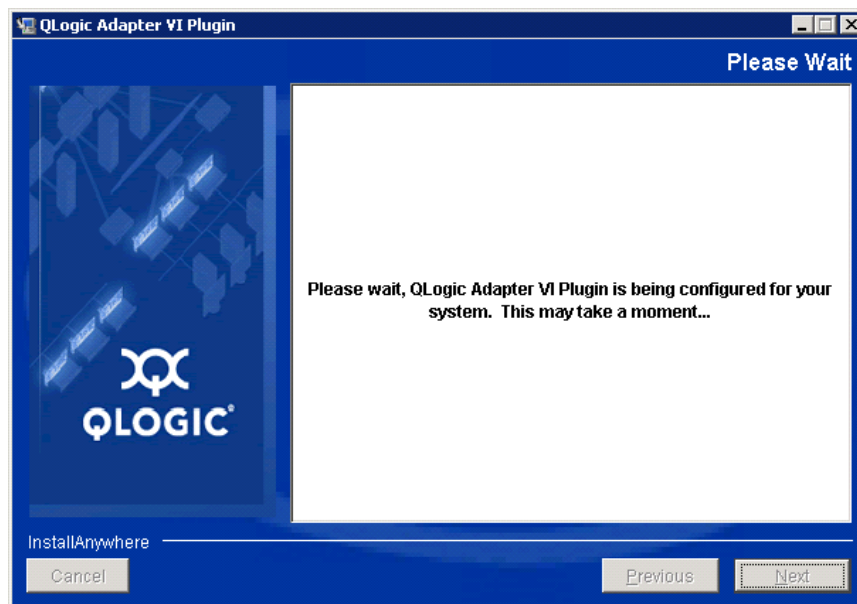 QLogic Adapter VI Plugin
Please Wait
Please wait, QLogic Adapter VI Plugin is being configured for your
system. This may take a moment...
QLOGIC®
InstallAnywhere
Cancel
Previous
Next